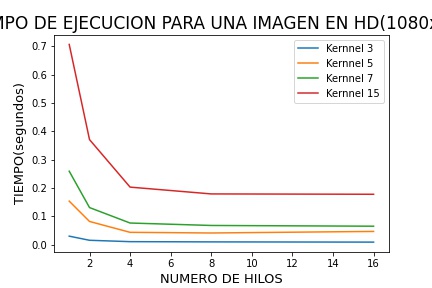 MPO DE EJECUCION PARA UNA IMAGEN EN HD(1080x
0.7
0.6
0.5
0.4
0.3
0.2
0.1
0.0
TIEMPO(segundos)
Kernnel 3
Kernnel 5
Kernnel 7
Kernnel 15
2 4 6 8 10 12 14 16
NUMERO DE HILOS